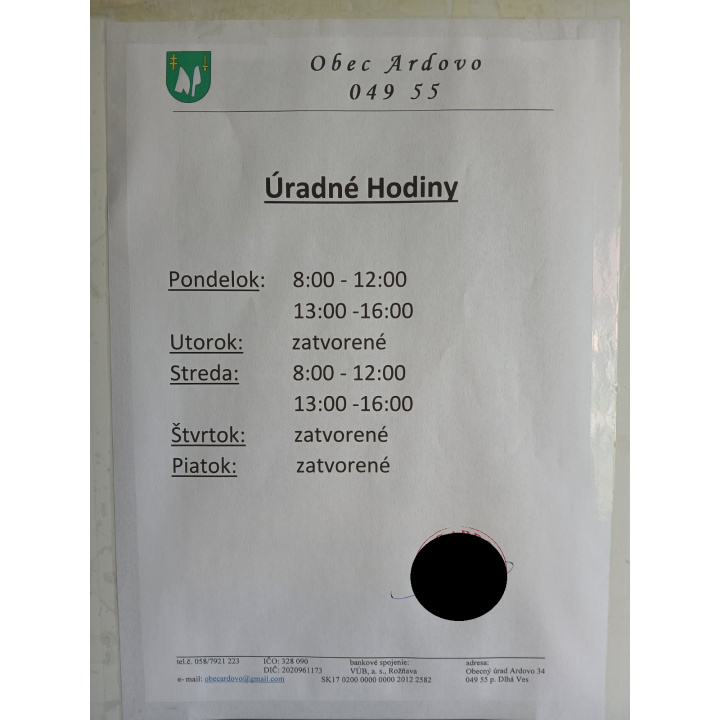 Obec Ardovo
049 55
Úradné Hodiny
Pondelok: 8:00 - 12:00
13:00 -16:00
Utorok: zatvorené
Streda: 8:00 - 12:00
13:00 -16:00
Štvrtok: zatvorené
Piatok: zatvorené
tel.č. 058/7921 223 IČO: 328 090 bankové spojenie: adresa:
DIČ: 2020961173 VÚB, a. s., Rožňava Obecný úrad Ardovo 34
e- mail: obecardovo@gmail.com SK17 0200 0000 0000 2012 2582 049 55 p. Dlhá Ves